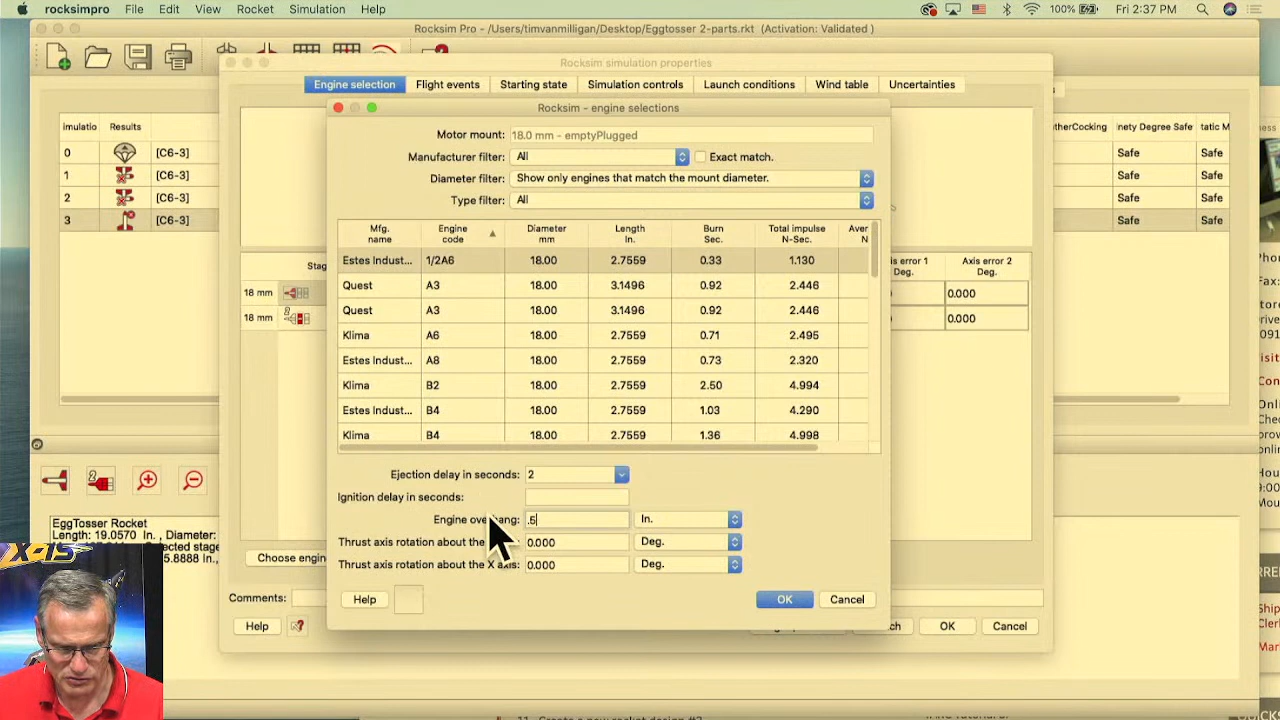 rocksimpro File Edit View Rocket Simulation Help 100% Fri 2:37 PM
Rocksim Pro - /Users/timvanmilligan/Desktop/Eggtosser 2-parts.rkt (Activation: Validated )
Rocksim simulation properties
Engine selection Flight events Starting state Simulation controls Launch conditions Wind table Uncertainties
Rocksim - engine selections
Motor mount: 18.0 mm - emptyPlugged
Manufacturer filter: All Exact match.
Diameter filter: Show only engines that match the mount diameter.
Type filter: All
imulatio Results
0 [C6-3]
1 [C6-3]
2 [C6-3]
3 [C6-3]
therCocking nety Degree Safe tatic M
Safe Safe
Safe Safe
Safe Safe
Safe Safe
Mfg. name Engine code Diameter mm Length In. Burn Sec. Total impulse N-Sec. Aver N
Estes Indust... 1/2A6 18.00 2.7559 0.33 1.130
Quest A3 18.00 3.1496 0.92 2.446
Quest A3 18.00 3.1496 0.92 2.446
Klima A6 18.00 2.7559 0.71 2.495
Estes Indust... A8 18.00 2.7559 0.73 2.320
Klima B2 18.00 2.7559 2.50 4.994
Estes Indust... B4 18.00 2.7559 1.03 4.290
Klima B4 18.00 2.7559 1.36 4.998
Stag
18 mm
18 mm
is error 1 Deg. Axis error 2 Deg.
0.000
0.000
Ejection delay in seconds: 2
Ignition delay in seconds:
Engine overhang: .5 In.
Thrust axis rotation about the 0.000 Deg.
Thrust axis rotation about the X axis: 0.000 Deg.
Help OK Cancel
Choose engin
Comments:
Help OK Cancel
EggTosser Rocket
Length: 19.0570 In. , Diameter:
ected stage
5.8888 In.,
11. Create a new rocket design #2